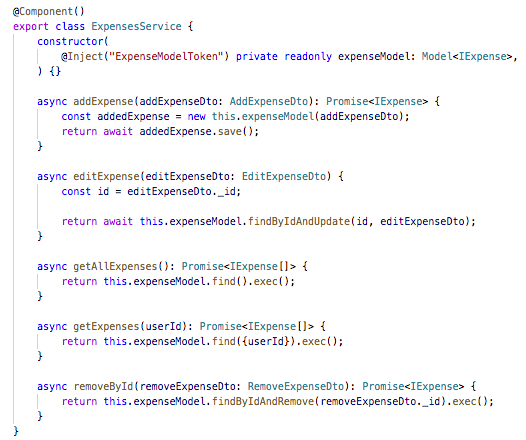 @Component()
export class ExpensesService {
    constructor(
        @Inject("ExpenseModelToken") private readonly expenseModel: Model<IExpense>,
    ) {}

    async addExpense(addExpenseDto: AddExpenseDto): Promise<IExpense> {
        const addedExpense = new this.expenseModel(addExpenseDto);
        return await addedExpense.save();
    }

    async editExpense(editExpenseDto: EditExpenseDto) {
        const id = editExpenseDto._id;

        return await this.expenseModel.findByIdAndUpdate(id, editExpenseDto);
    }

    async getAllExpenses(): Promise<IExpense[]> {
        return this.expenseModel.find().exec();
    }

    async getExpenses(userId): Promise<IExpense[]> {
        return this.expenseModel.find({userId}).exec();
    }

    async removeById(removeExpenseDto: RemoveExpenseDto): Promise<IExpense> {
        return this.expenseModel.findByIdAndRemove(removeExpenseDto._id).exec();
    }
}